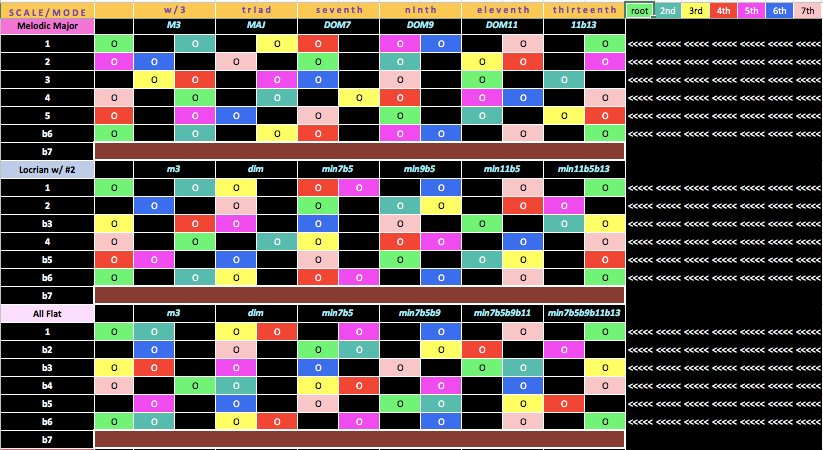 SCALE/MODE w/3 triad seventh ninth eleventh thirteenth root 2nd 3rd 4th 5th 6th 7th
Melodic Major M3 MAJ DOM7 DOM9 DOM11 11b13
1 O O O O O O O O <<<<< <<<<< <<<<< <<<<< <<<<< <<<<< <<<<<
2 O O O O O O O O <<<<< <<<<< <<<<< <<<<< <<<<< <<<<< <<<<<
3 O O O O O O O <<<<< <<<<< <<<<< <<<<< <<<<< <<<<< <<<<<
4 O O O O O O O O <<<<< <<<<< <<<<< <<<<< <<<<< <<<<< <<<<<
5 O O O O O O O O <<<<< <<<<< <<<<< <<<<< <<<<< <<<<< <<<<<
b6 O O O O O O O O <<<<< <<<<< <<<<< <<<<< <<<<< <<<<< <<<<<
b7
Locrian w/ #2 m3 dim min7b5 min9b5 min11b5 min11b5b13
1 O O O O O O O O <<<<< <<<<< <<<<< <<<<< <<<<< <<<<< <<<<<
2 O O O O O O O <<<<< <<<<< <<<<< <<<<< <<<<< <<<<< <<<<<
b3 O O O O O O O O <<<<< <<<<< <<<<< <<<<< <<<<< <<<<< <<<<<
4 O O O O O O O O <<<<< <<<<< <<<<< <<<<< <<<<< <<<<< <<<<<
b5 O O O O O O O O <<<<< <<<<< <<<<< <<<<< <<<<< <<<<< <<<<<
b6 O O O O O O O O <<<<< <<<<< <<<<< <<<<< <<<<< <<<<< <<<<<
b7
All Flat m3 dim min7b5 min7b5b9 min7b5b9b11 min7b5b9b11b13
1 O O O O O O O O <<<<< <<<<< <<<<< <<<<< <<<<< <<<<< <<<<<
b2 O O O O O O O <<<<< <<<<< <<<<< <<<<< <<<<< <<<<< <<<<<
b3 O O O O O O O O <<<<< <<<<< <<<<< <<<<< <<<<< <<<<< <<<<<
b4 O O O O O O O O <<<<< <<<<< <<<<< <<<<< <<<<< <<<<< <<<<<
b5 O O O O O O O <<<<< <<<<< <<<<< <<<<< <<<<< <<<<< <<<<<
b6 O O O O O O O O <<<<< <<<<< <<<<< <<<<< <<<<< <<<<< <<<<<
b7